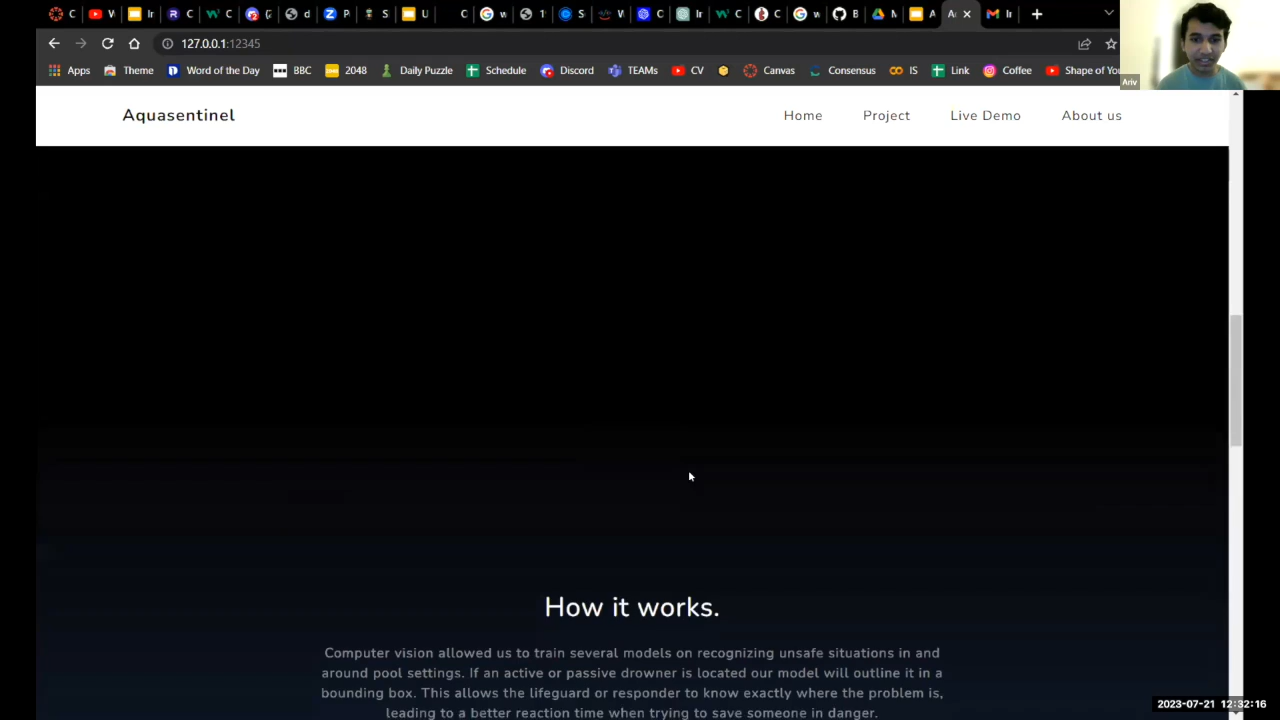 C
V
Ir
C
C
(
d
P
S
U
C
w
1
S
V
C
Ir
C
C
w
B
M
A
A
Ir
127.0.0.1:12345
Apps Theme Word of the Day BBC 2048 Daily Puzzle Schedule Discord TEAMs CV Canvas Consensus IS Link Coffee Shape of You
Ariv
Aquasentinel
Home Project Live Demo About us
How it works.
Computer vision allowed us to train several models on recognizing unsafe situations in and
around pool settings. If an active or passive drowner is located our model will outline it in a
bounding box. This allows the lifeguard or responder to know exactly where the problem is,
leading to a better reaction time when trying to save someone in danger.
2023-07-21 12:32:16